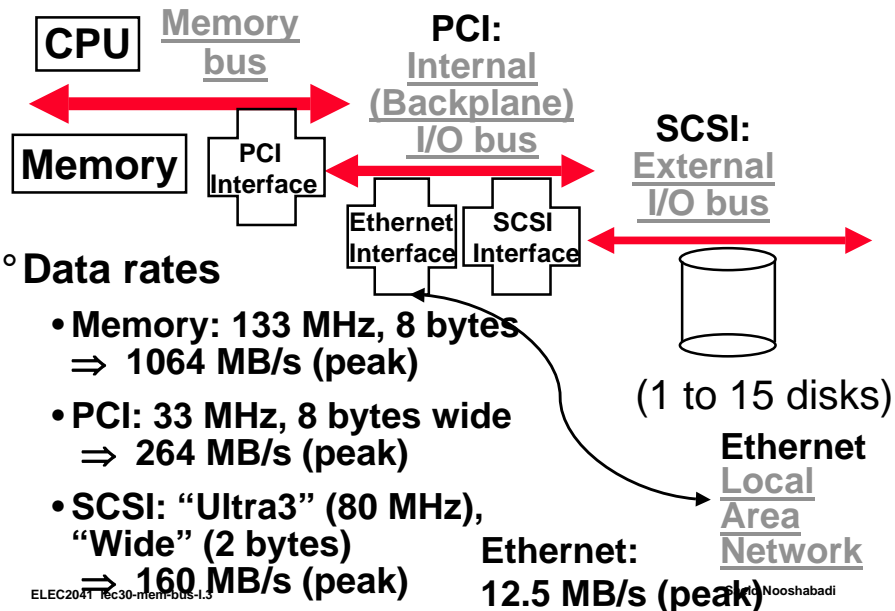 CPU
Memory
bus
PCI:
Internal
(Backplane)
I/O bus
SCSI:
External
I/O bus
Memory
PCI
Interface
Ethernet
Interface
SCSI
Interface
° Data rates
• Memory: 133 MHz, 8 bytes
⇒ 1064 MB/s (peak)
• PCI: 33 MHz, 8 bytes wide
⇒ 264 MB/s (peak)
• SCSI: “Ultra3” (80 MHz),
“Wide” (2 bytes)
⇒ 160 MB/s (peak)
(1 to 15 disks)
Ethernet
Local
Area
Network
Ethernet:
12.5 MB/s (peak)
ELEC2041 lec30-mem-bus-I.3
Nooshabadi